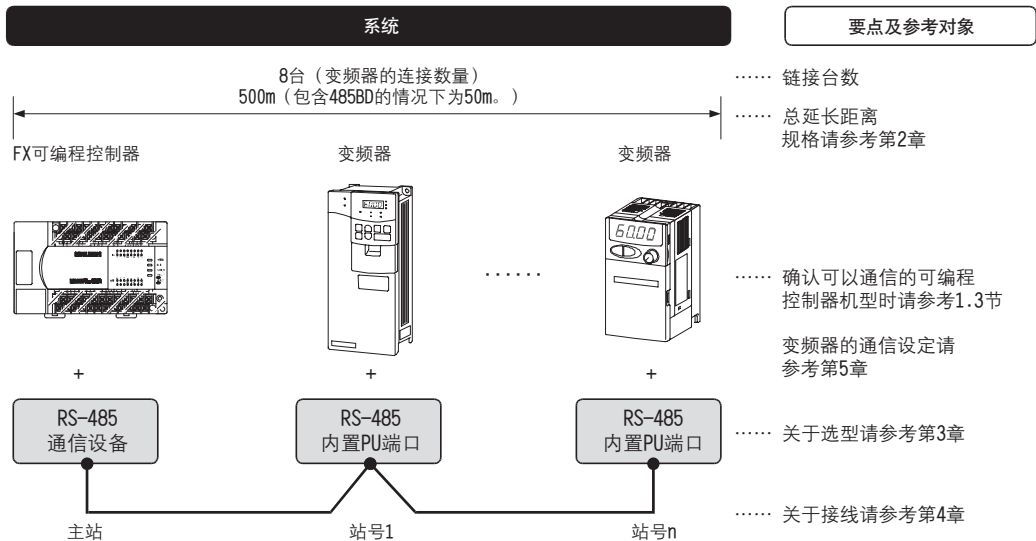 系统
要点及参考对象
8台（变频器的连接数量）
500m（包含485BD的情况下为50m。）
…… 链接台数
…… 总延长距离
规格请参考第2章
FX可编程控制器
变频器
变频器
60.00
……
…… 确认可以通信的可编程
控制器机型时请参考1.3节
变频器的通信设定请
参考第5章
+
+
+
RS-485
通信设备
RS-485
内置PU端口
RS-485
内置PU端口
…… 关于选型请参考第3章
主站
站号1
站号n
…… 关于接线请参考第4章